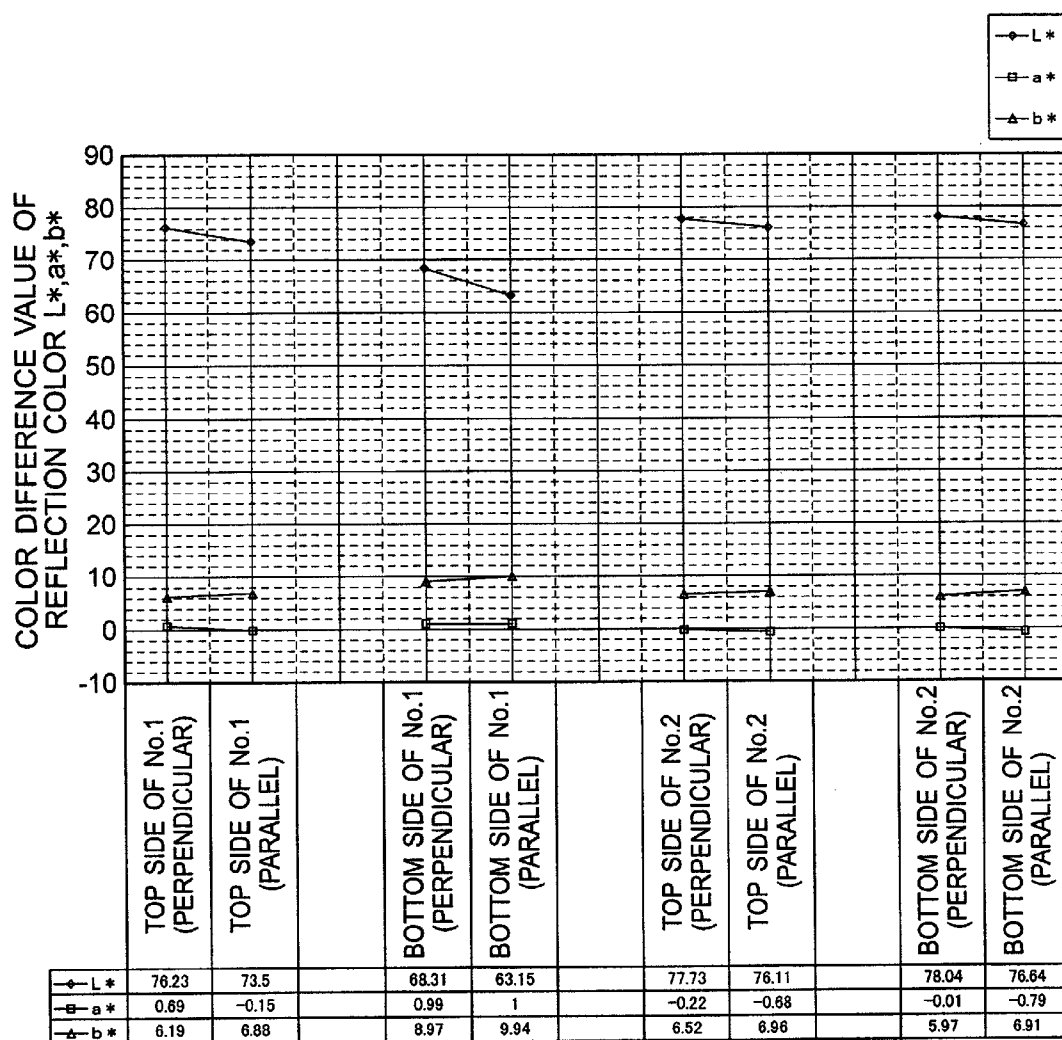 L*
a*
b*
COLOR DIFFERENCE VALUE OF
REFLECTION COLOR L*,a*,b*
90
80
70
60
50
40
30
20
10
0
-10
TOP SIDE OF No.1
(PERPENDICULAR)
TOP SIDE OF No.1
(PARALLEL)
BOTTOM SIDE OF No.1
(PERPENDICULAR)
BOTTOM SIDE OF No.1
(PARALLEL)
TOP SIDE OF No.2
(PERPENDICULAR)
TOP SIDE OF No.2
(PARALLEL)
BOTTOM SIDE OF No.2
(PERPENDICULAR)
BOTTOM SIDE OF No.2
(PARALLEL)
L* 76.23 73.5 68.31 63.15 77.73 76.11 78.04 76.64
a* 0.69 -0.15 0.99 1 -0.22 -0.68 -0.01 -0.79
b* 6.19 6.88 8.97 9.94 6.52 6.96 5.97 6.91